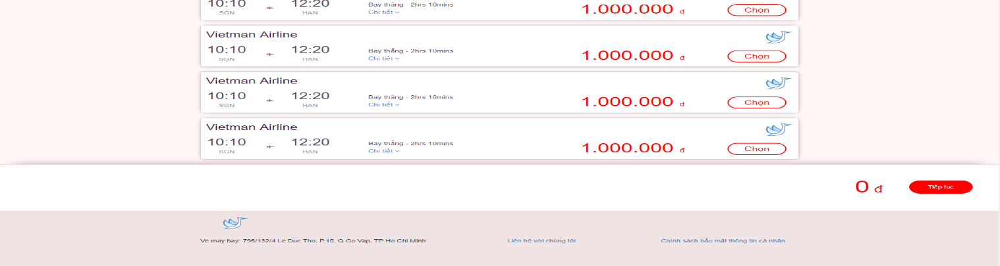 10:10 12:20 Bay thẳng - 2hrs 10mins 1.000.000 đ Chọn
SGN HAN Chi tiết
Vietman Airline
10:10 12:20 Bay thẳng - 2hrs 10mins 1.000.000 đ Chọn
SGN HAN Chi tiết
Vietman Airline
10:10 12:20 Bay thẳng - 2hrs 10mins 1.000.000 đ Chọn
SGN HAN Chi tiết
Vietman Airline
10:10 12:20 Bay thẳng - 2hrs 10mins 1.000.000 đ Chọn
SGN HAN Chi tiết
0 đ Tiếp tục
Ve may bay: 796/132/4 Le Duc Tho, P.15, Q.Go Vap, TP Ho Chi Minh Liên hệ với chúng tôi Chính sách bảo mật thông tin cá nhân